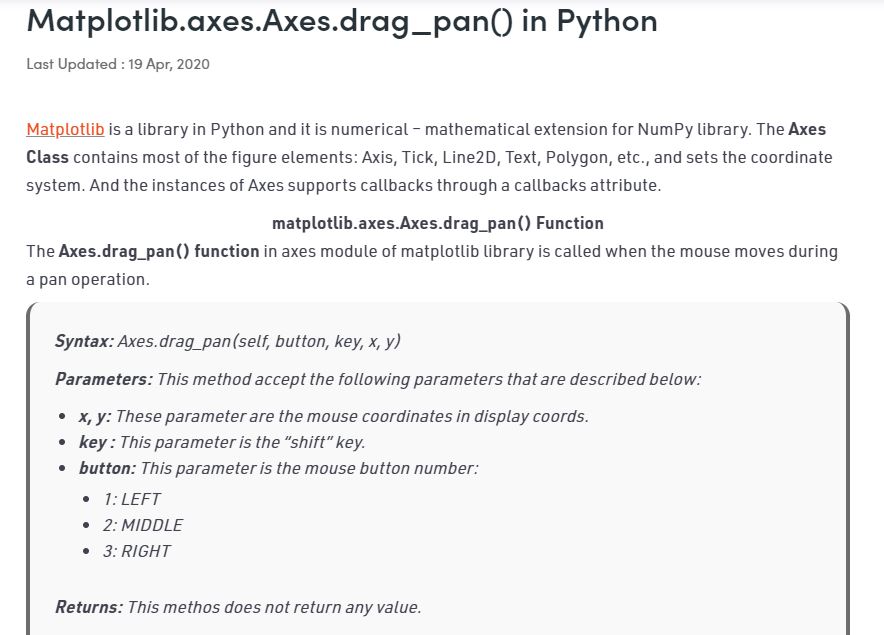 Matplotlib.axes.Axes.drag_pan() in Python
Last Updated : 19 Apr, 2020
Matplotlib is a library in Python and it is numerical – mathematical extension for NumPy library. The Axes
Class contains most of the figure elements: Axis, Tick, Line2D, Text, Polygon, etc., and sets the coordinate
system. And the instances of Axes supports callbacks through a callbacks attribute.
matplotlib.axes.Axes.drag_pan() Function
The Axes.drag_pan() function in axes module of matplotlib library is called when the mouse moves during
a pan operation.
Syntax: Axes.drag_pan(self, button, key, x, y)
Parameters: This method accept the following parameters that are described below:
• x, y: These parameter are the mouse coordinates in display coords.
• key : This parameter is the “shift” key.
• button: This parameter is the mouse button number:
• 1: LEFT
• 2: MIDDLE
• 3: RIGHT
Returns: This methos does not return any value.